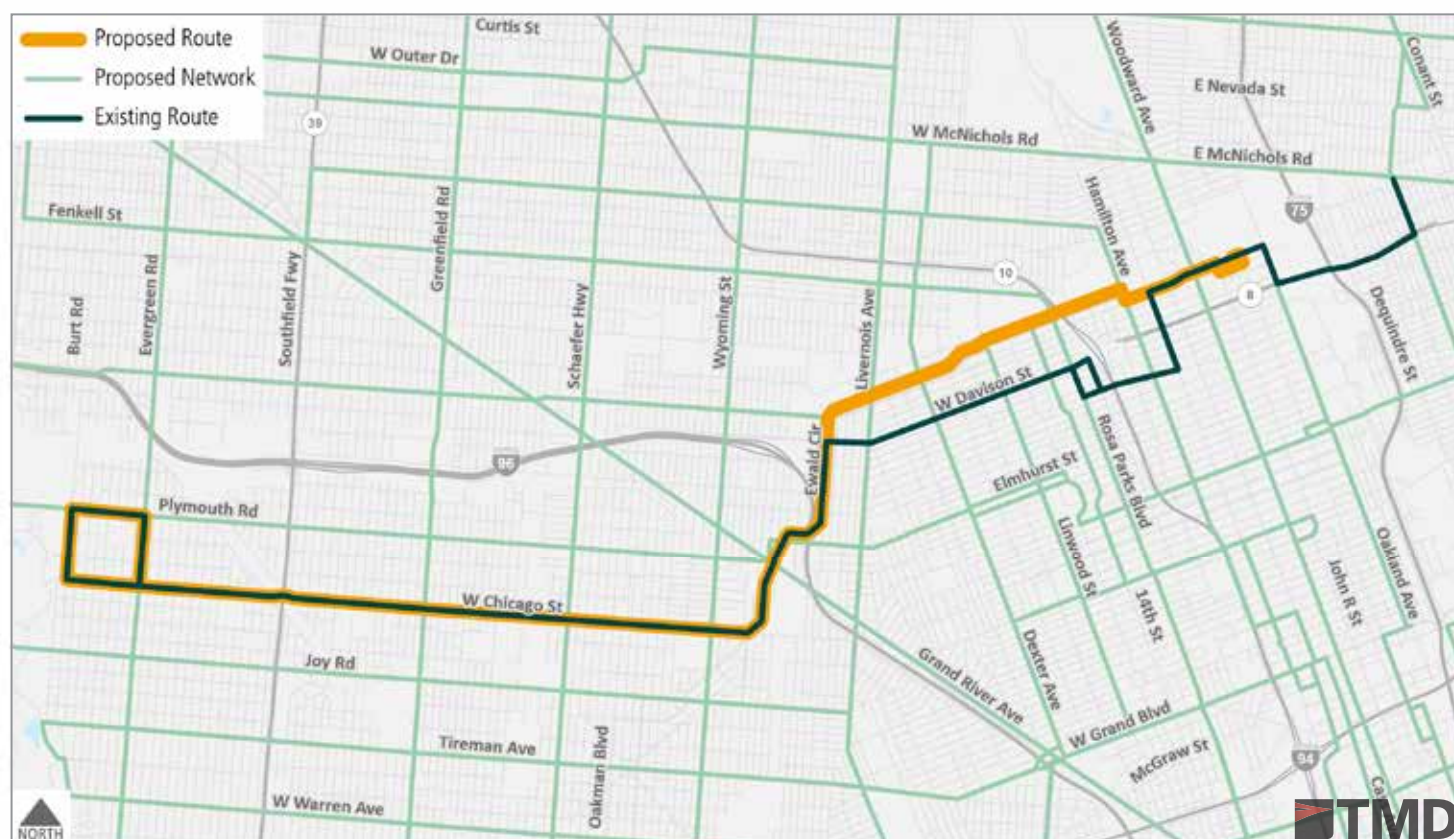 Proposed Route
Proposed Network
Existing Route
Curtis St
W Outer Dr
Woodward Ave
Conant St
E Nevada St
39
W McNichols Rd
E McNichols Rd
Fenkell St
Greenfield Rd
Hamilton Ave
75
Burt Rd
Evergreen Rd
Southfield Fwy
Schaefer Hwy
Wyoming St
10
Livernois Ave
8
Dequindre St
W Davison St
Ewald Cir
Rosa Parks Blvd
96
Elmhurst St
Plymouth Rd
Linwood St
Oakland Ave
John R St
W Chicago St
14th St
Joy Rd
Dexter Ave
Grand River Ave
W Grand Blvd
Tireman Ave
Oakman Blvd
McGraw St
94
W Warren Ave
NORTH
TMD